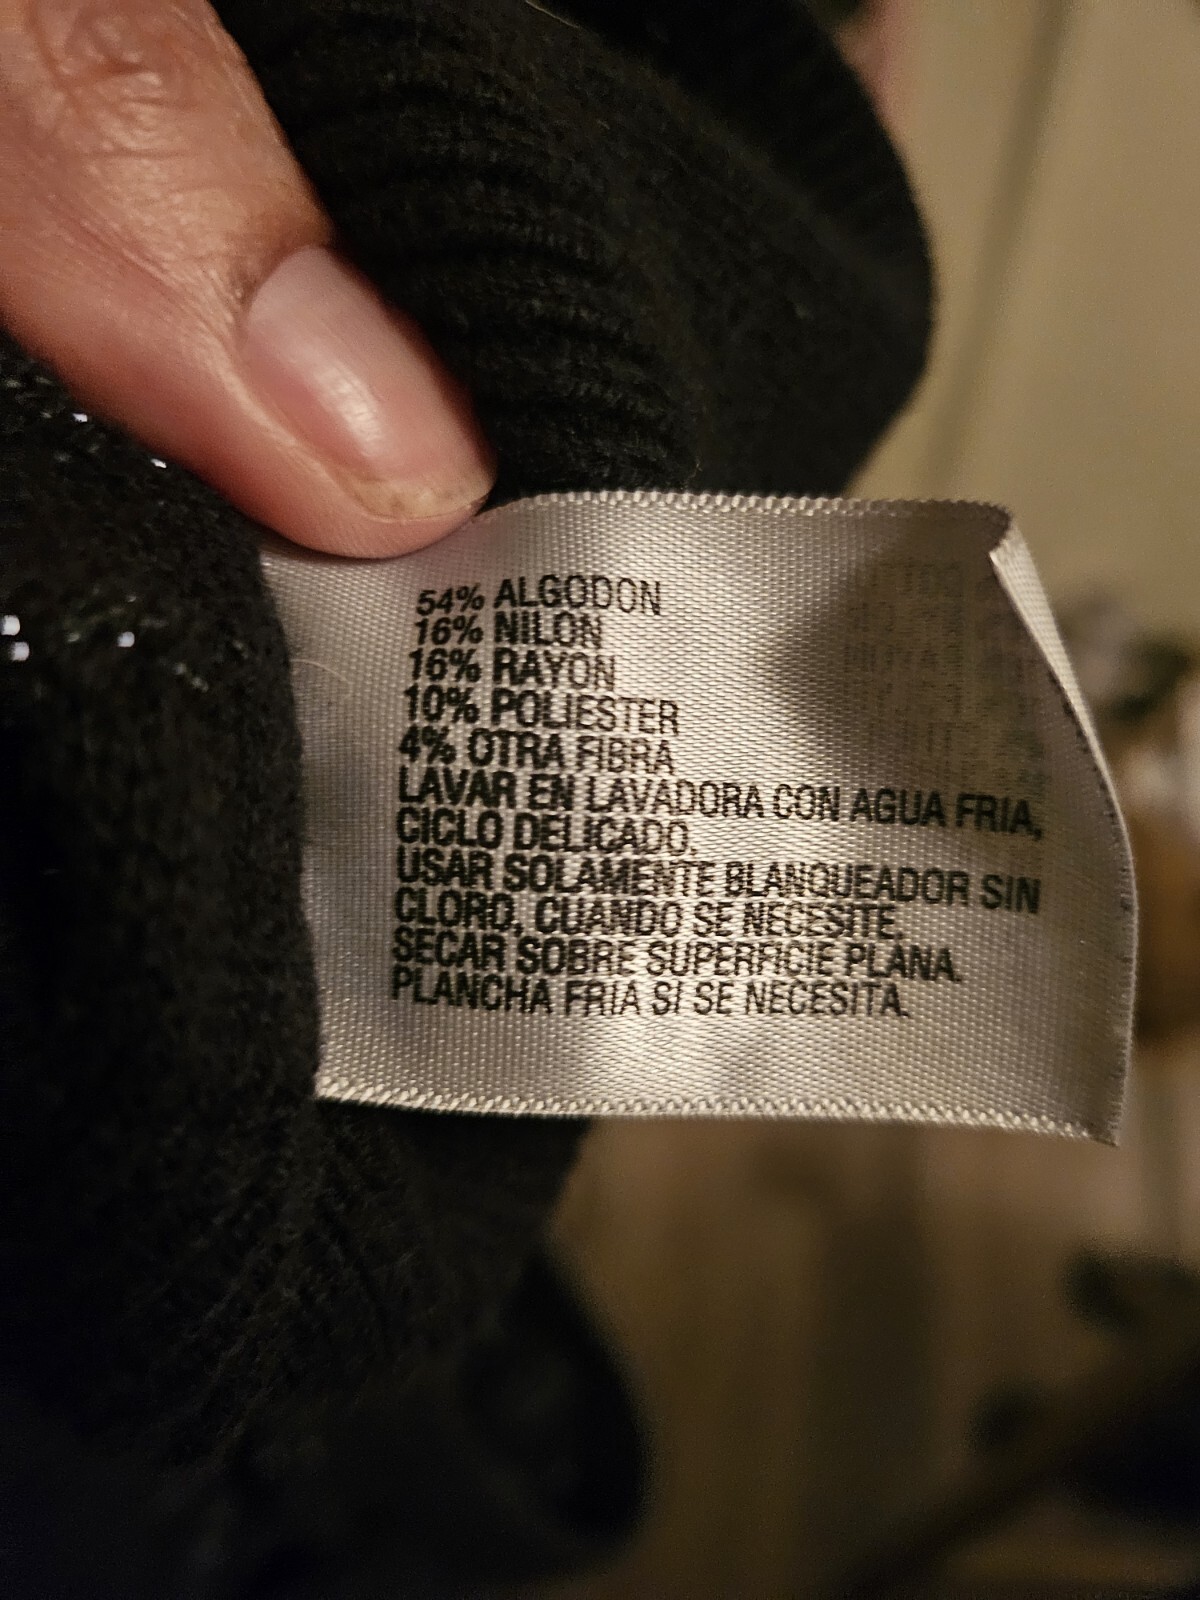 54% ALGODON
16% NILON
16% RAYON
10% POLIESTER
4% OTRA FIBRA
LAVAR EN LAVADORA CON AGUA FRIA,
CICLO DELICADO.
USAR SOLAMENTE BLANQUEADOR SIN
CLORO, CUANDO SE NECESITE.
SECAR SOBRE SUPERFICIE PLANA.
PLANCHA FRIA SI SE NECESITA.